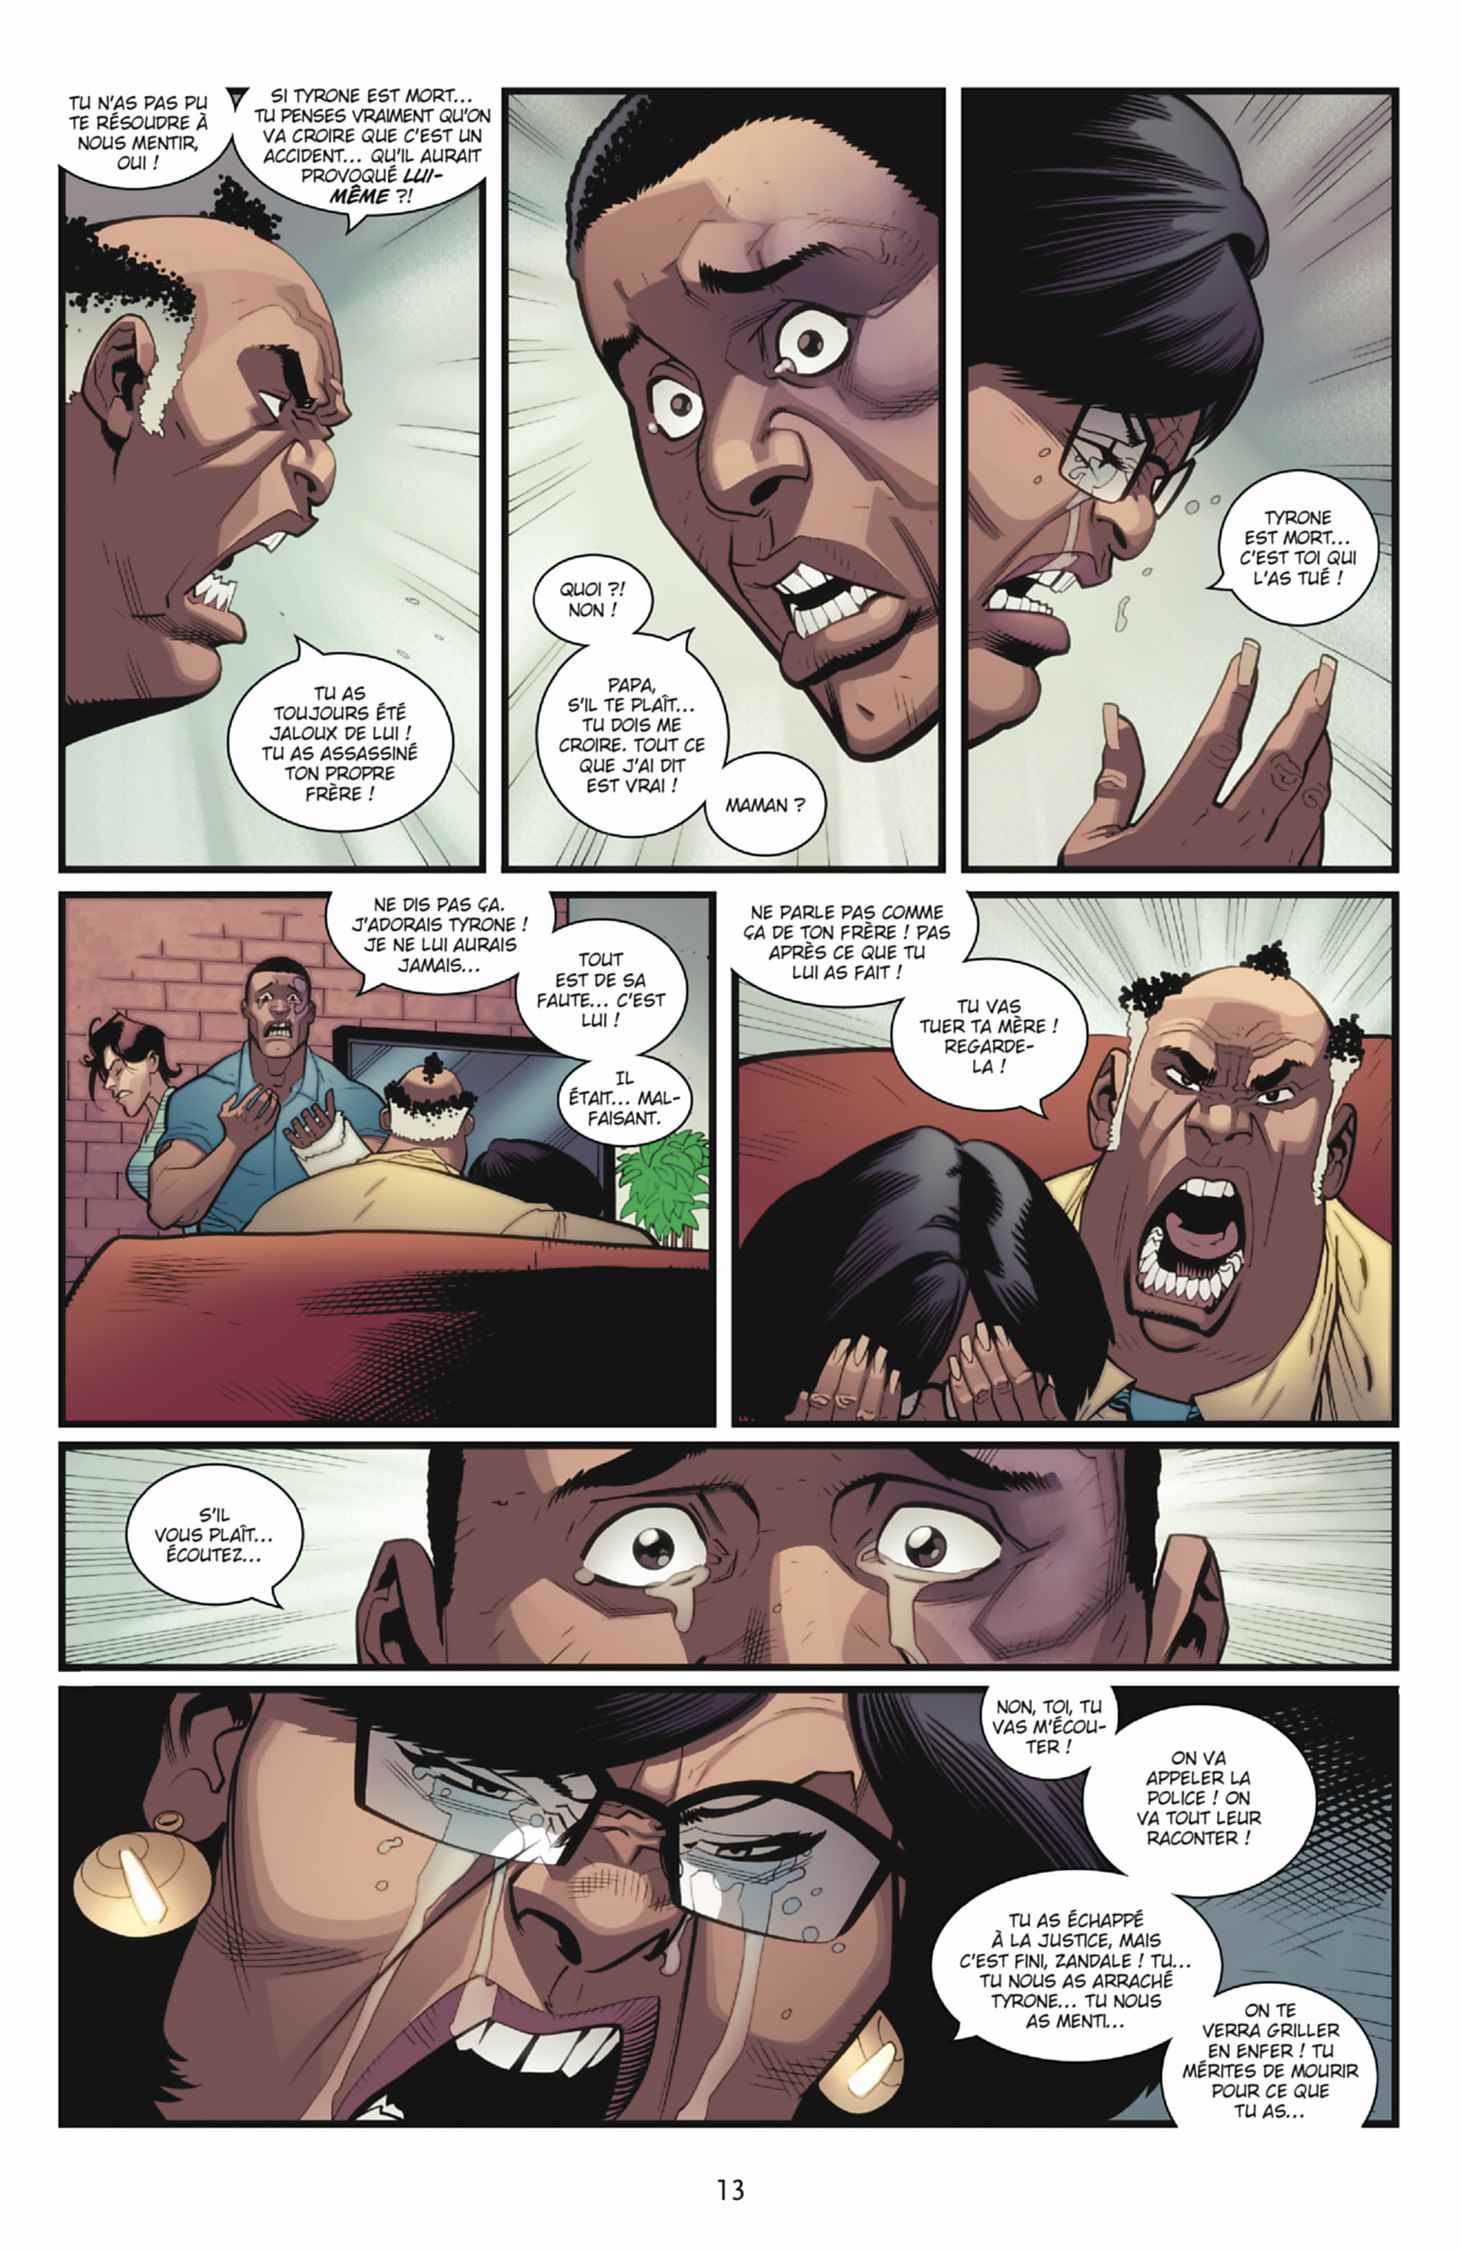 TU N'AS PAS PU
TE RÉSOUDRE À
NOUS MENTIR,
OUI !
SI TYRONE EST MORT...
TU PENSES VRAIMENT QU'ON
VA CROIRE QUE C'EST UN
ACCIDENT... QU'IL AURAIT
PROVOQUÉ LUI-
MÊME ?!
TU AS
TOUJOURS ÉTÉ
JALOUX DE LUI !
TU AS ASSASSINÉ
TON PROPRE
FRÈRE !
QUOI ?!
NON !
PAPA,
S'IL TE PLAÎT...
TU DOIS ME
CROIRE. TOUT CE
QUE J'AI DIT
EST VRAI !
MAMAN ?
TYRONE
EST MORT...
C'EST TOI QUI
L'AS TUÉ !
NE DIS PAS ÇA.
J'ADORAIS TYRONE !
JE NE LUI AURAIS
JAMAIS...
TOUT
EST DE SA
FAUTE... C'EST
LUI !
IL
ÉTAIT... MAL-
FAISANT.
NE PARLE PAS COMME
ÇA DE TON FRÈRE ! PAS
APRÈS CE QUE TU
LUI AS FAIT !
TU VAS
TUER TA MÈRE !
REGARDE-
LA !
S'IL
VOUS PLAÎT...
ÉCOUTEZ...
NON, TOI, TU
VAS M'ÉCOU-
TER !
ON VA
APPELER LA
POLICE ! ON
VA TOUT LEUR
RACONTER !
TU AS ÉCHAPPÉ
À LA JUSTICE, MAIS
C'EST FINI, ZANDALE ! TU...
TU NOUS AS ARRACHÉ
TYRONE... TU NOUS
AS MENTI...
ON TE
VERRA GRILLER
EN ENFER ! TU
MÉRITES DE MOURIR
POUR CE QUE
TU AS...
13